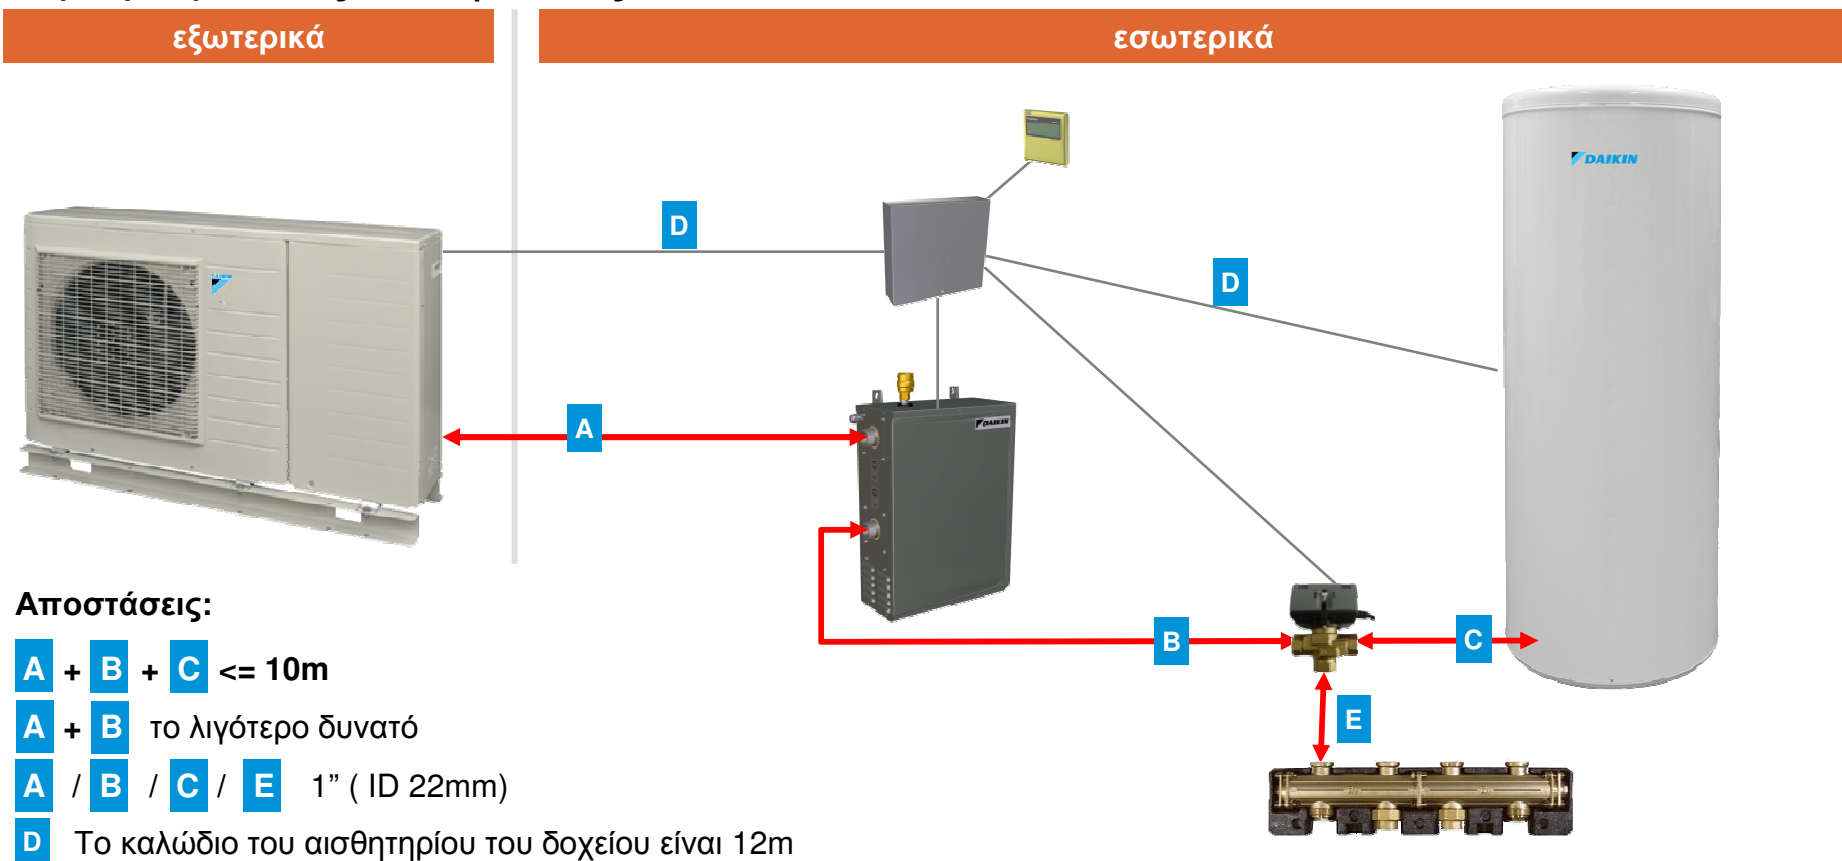 εξωτερικά
εσωτερικά
DAIKIN
D
D
A
DAIKIN
B
C
E
Αποστάσεις:
A + B + C <= 10m
A + B το λιγότερο δυνατό
A / B / C / E 1” ( ID 22mm)
D Το καλώδιο του αισθητηρίου του δοχείου είναι 12m